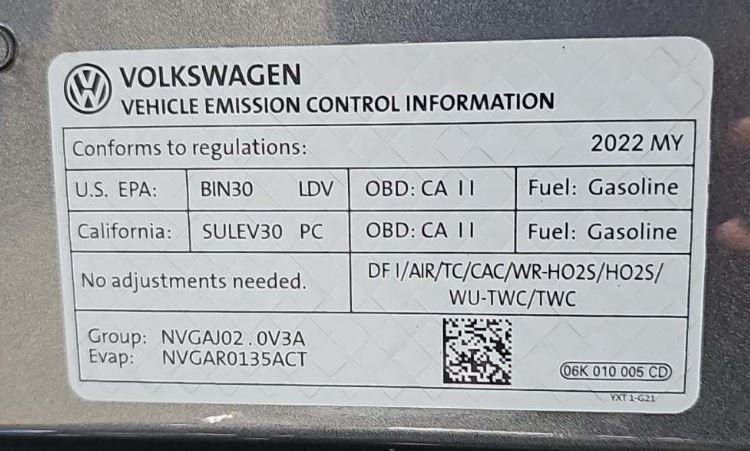 VOLKSWAGEN
VEHICLE EMISSION CONTROL INFORMATION
Conforms to regulations: 2022 MY
U.S. EPA: BIN30 LDV OBD: CA II Fuel: Gasoline
California: SULEV30 PC OBD: CA II Fuel: Gasoline
No adjustments needed. DFI/AIR/TC/CAC/WR-HO2S/HO2S/
WU-TWC/TWC
Group: NVGAJ02.0V3A
Evap: NVGAR0135ACT
06K 010 005 CD
YXT 1-G21